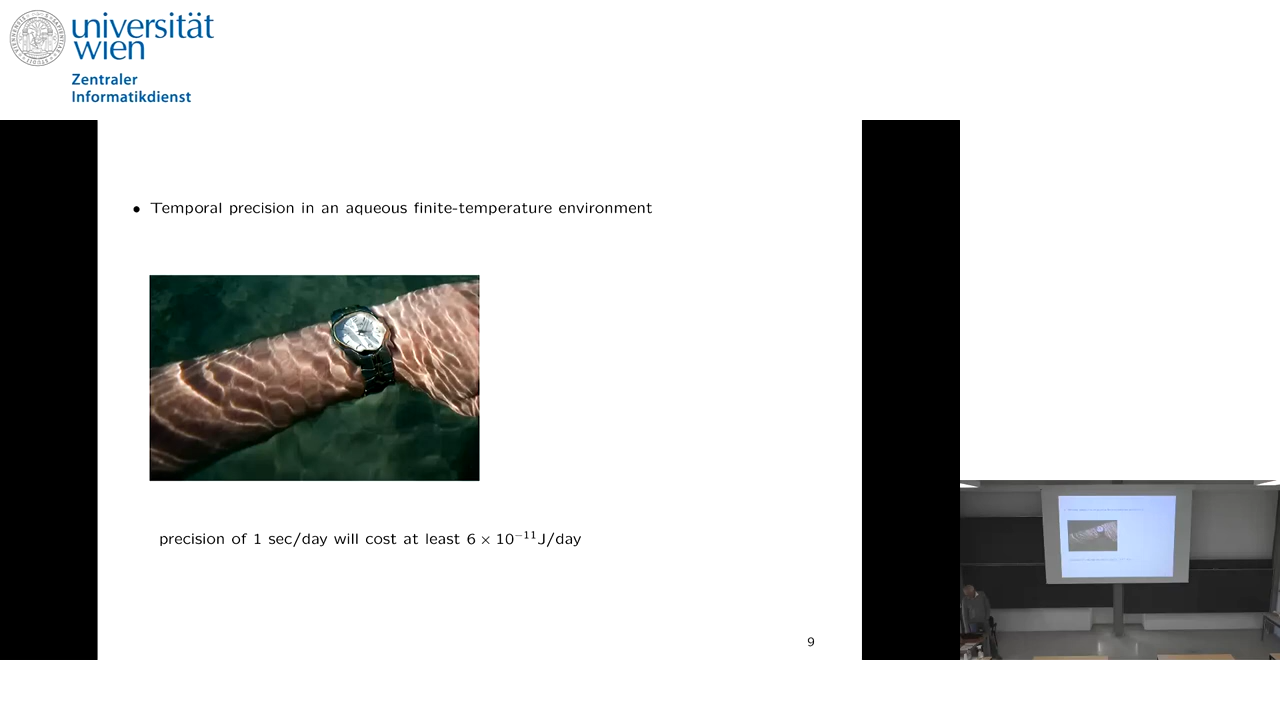 universität
wien
Zentraler
Informatikdienst
• Temporal precision in an aqueous finite-temperature environment
precision of 1 sec/day will cost at least 6 × 10⁻¹¹J/day
9